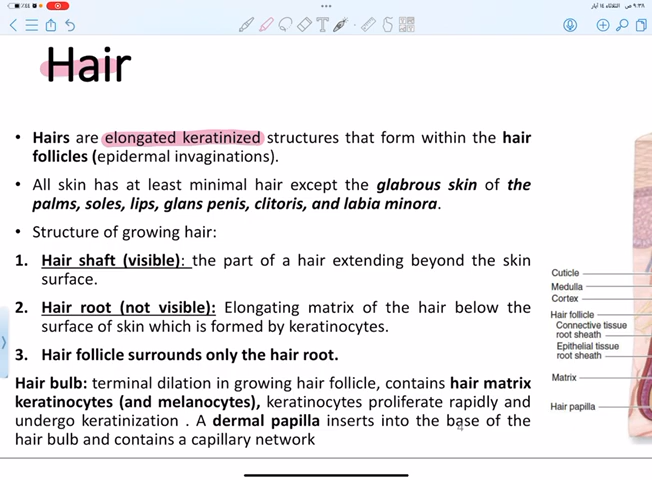 ٩:٣٨ ص الثلاثاء ١٤ أيار
Hair
• Hairs are elongated keratinized structures that form within the hair
follicles (epidermal invaginations).
• All skin has at least minimal hair except the glabrous skin of the
palms, soles, lips, glans penis, clitoris, and labia minora.
• Structure of growing hair:
1. Hair shaft (visible): the part of a hair extending beyond the skin
surface.
2. Hair root (not visible): Elongating matrix of the hair below the
surface of skin which is formed by keratinocytes.
3. Hair follicle surrounds only the hair root.
Hair bulb: terminal dilation in growing hair follicle, contains hair matrix
keratinocytes (and melanocytes), keratinocytes proliferate rapidly and
undergo keratinization . A dermal papilla inserts into the base of the
hair bulb and contains a capillary network
4
Cuticle
Medulla
Cortex
Hair follicle
Connective tissue
root sheath
Epithelial tissue
root sheath
Matrix
Hair papilla